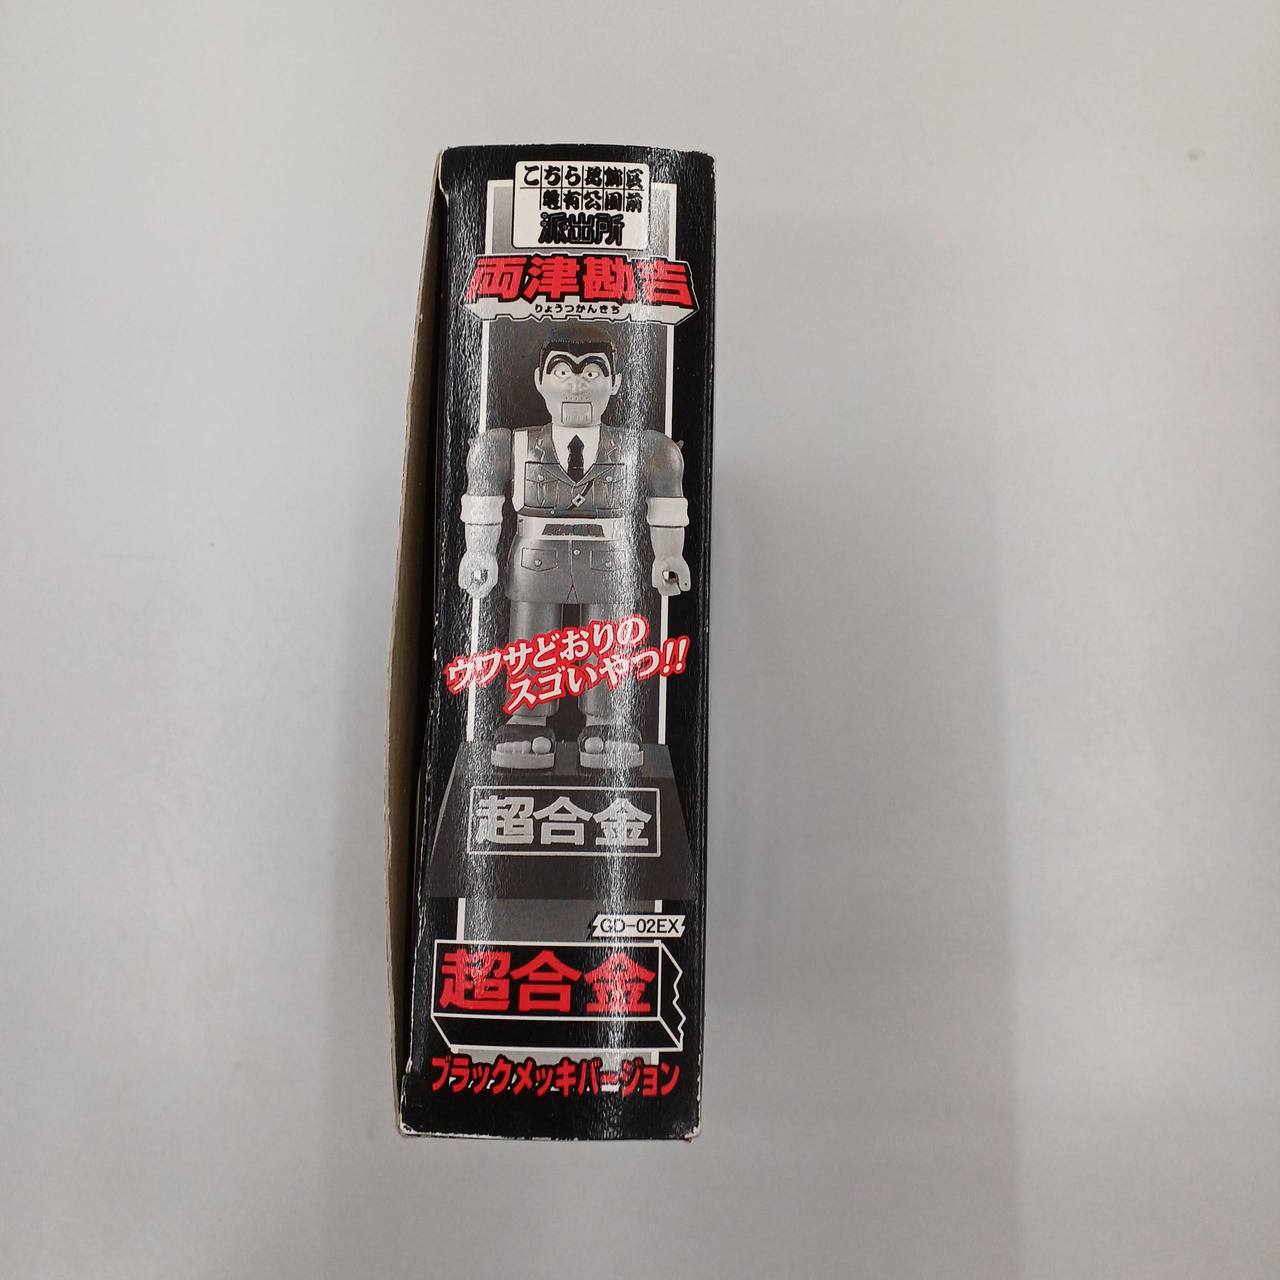 こちら葛飾区
亀有公園前
派出所
両津勘吉
りょうつかんきち
ウワサどおりの
スゴいやつ!!
超合金
GD-02EX
超合金
ブラックメッキバージョン